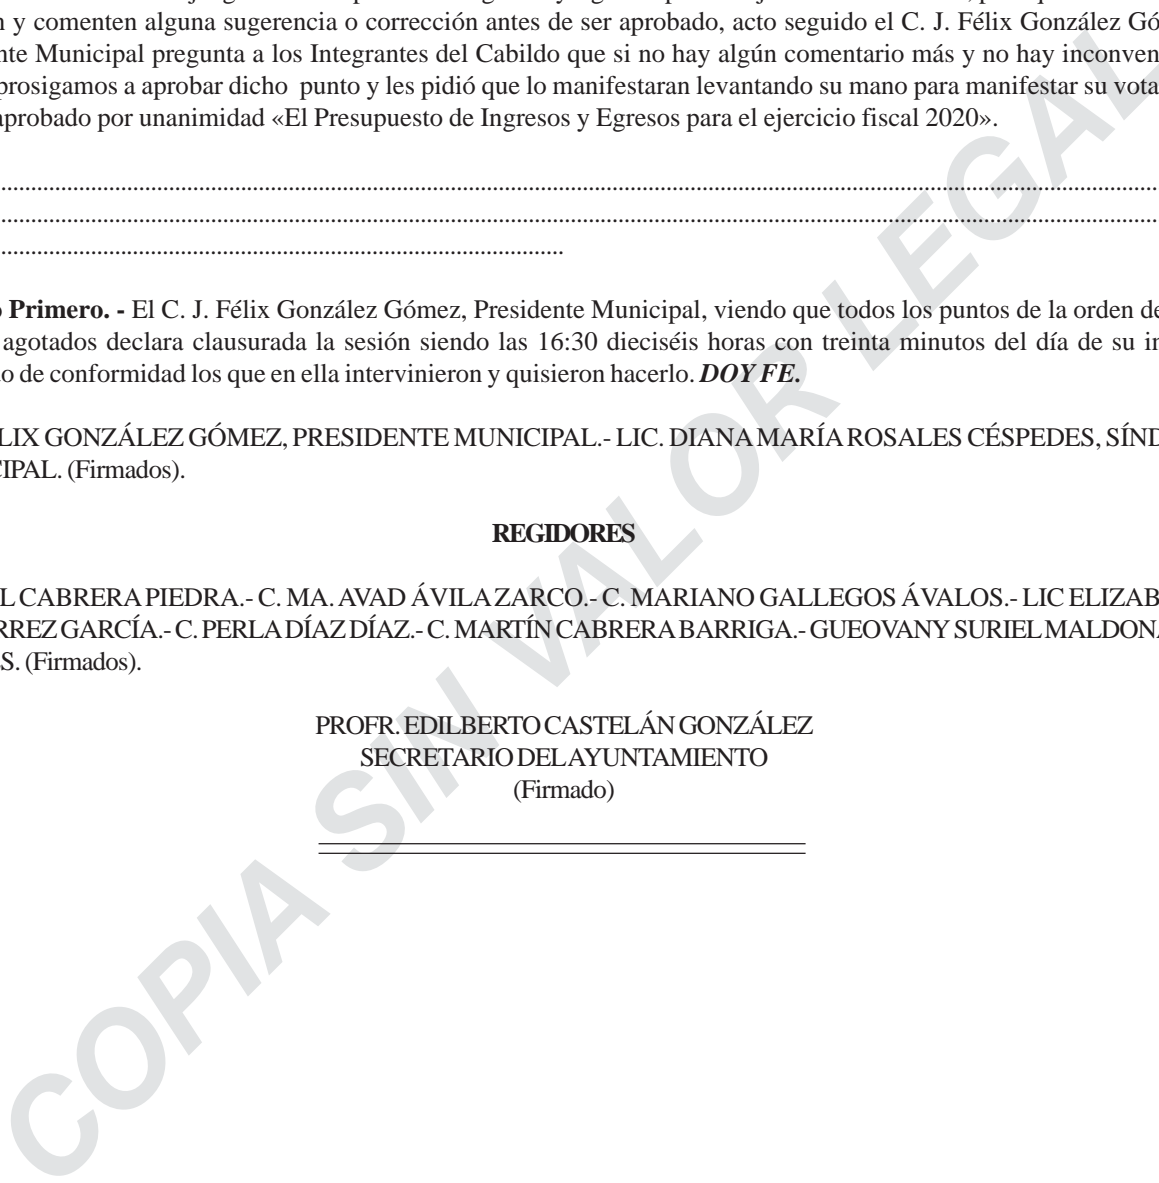 y comenten alguna sugerencia o corrección antes de ser aprobado, acto seguido el C. J. Félix González
Municipal pregunta a los Integrantes del Cabildo que si no hay algún comentario más y no hay
prosigamos a aprobar dicho punto y les pidió que lo manifestaran levantando su mano para manifestar su
aprobado por unanimidad «El Presupuesto de Ingresos y Egresos para el ejercicio fiscal 2020».
..........................................................................................................................................................................................................
..........................................................................................................................................................................................................
..............................................................................................
Primero. - El C. J. Félix González Gómez, Presidente Municipal, viendo que todos los puntos de la orden
agotados declara clausurada la sesión siendo las 16:30 dieciséis horas con treinta minutos del día de su
de conformidad los que en ella intervinieron y quisieron hacerlo. DOY FE.
LIX GONZÁLEZ GÓMEZ, PRESIDENTE MUNICIPAL.- LIC. DIANA MARÍA ROSALES CÉSPEDES, SÍND
CIPAL. (Firmados).
REGIDORES
L CABRERA PIEDRA.- C. MA. AVAD ÁVILA ZARCO.- C. MARIANO GALLEGOS ÁVALOS.- LIC ELIZAB
RREZ GARCÍA.- C. PERLA DÍAZ DÍAZ.- C. MARTÍN CABRERA BARRIGA.- GUEOVANY SURIEL MALDON
S. (Firmados).
PROFR. EDILBERTO CASTELÁN GONZÁLEZ
SECRETARIO DEL AYUNTAMIENTO
(Firmado)
COPIA SIN VALOR LEGAL